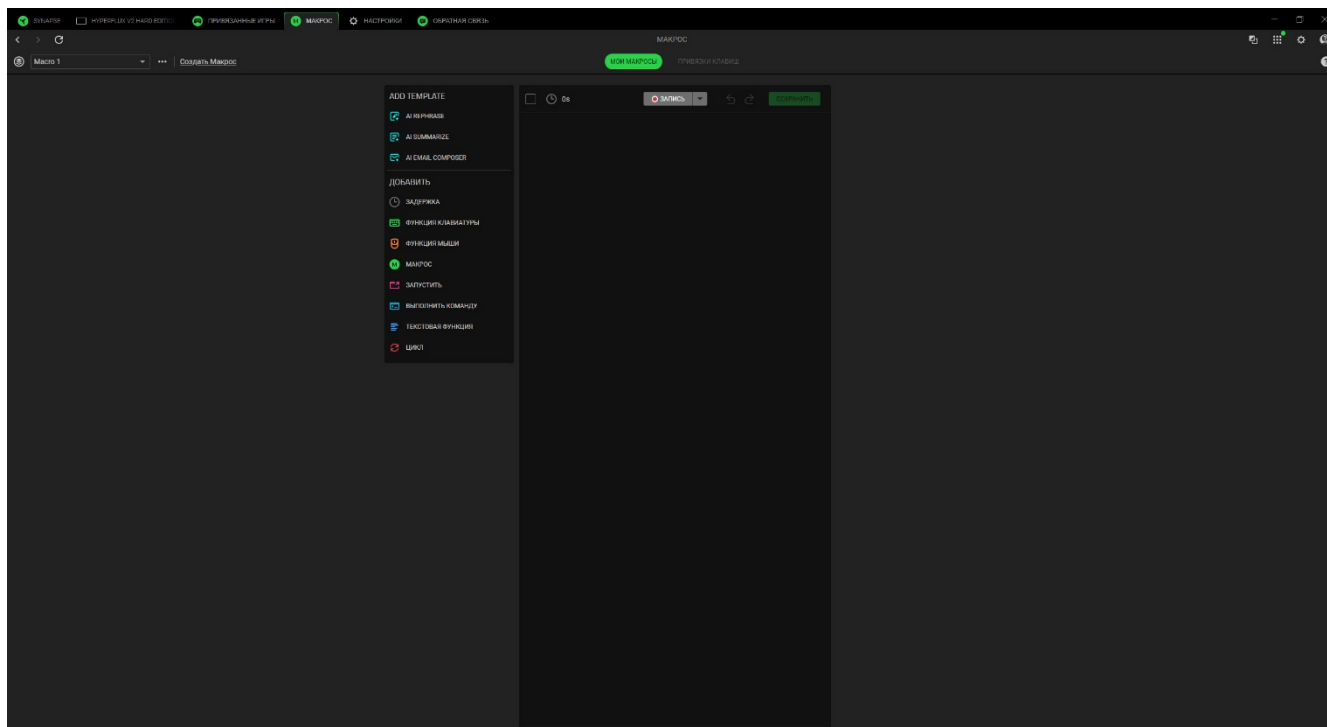 SYNAPSE HYPERFLUX V2 HARD EDITIO ПРИВЯЗАННЫЕ ИГРЫ МАКРОС НАСТРОЙКИ ОБРАТНАЯ СВЯЗЬ
МАКРОС
Macro 1 Создать Макрос МОИ МАКРОСЫ ПРИВЯЗКИ КЛАВИШ
ADD TEMPLATE
AI REPHRASE
AI SUMMARIZE
AI EMAIL COMPOSER
ДОБАВИТЬ
ЗАДЕРЖКА
ФУНКЦИЯ КЛАВИАТУРЫ
ФУНКЦИЯ МЫШИ
МАКРОС
ЗАПУСТИТЬ
ВЫПОЛНИТЬ КОМАНДУ
ТЕКСТОВАЯ ФУНКЦИЯ
ЦИКЛ
0s ЗАПИСЬ СОХРАНИТЬ